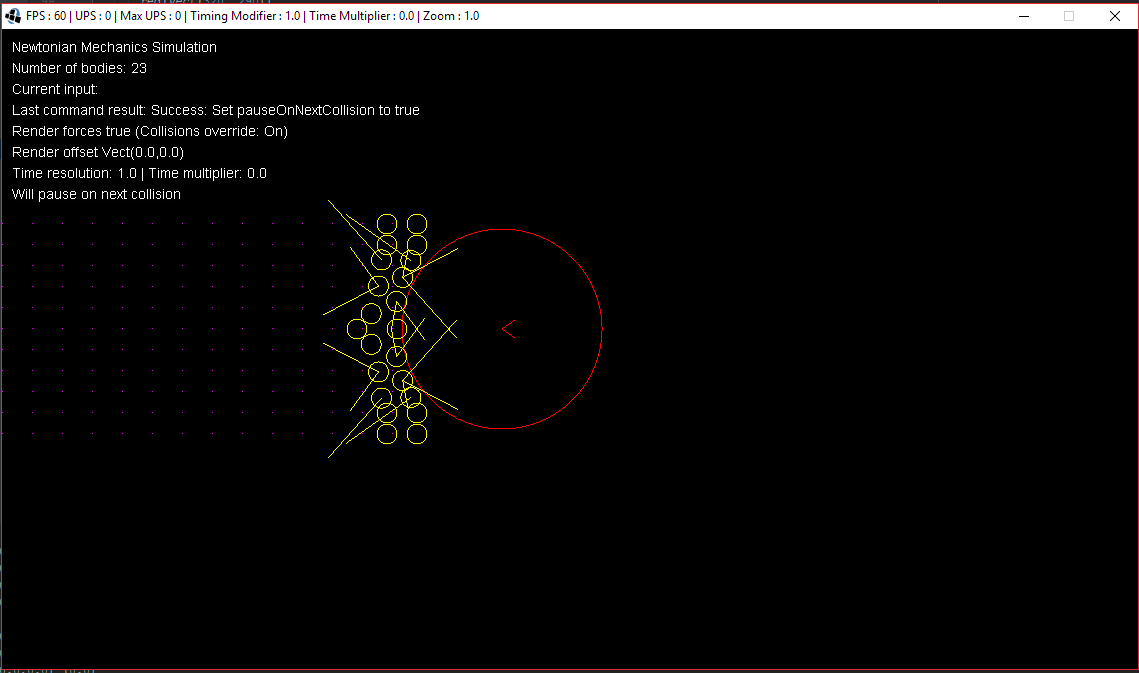 FPS : 60 | UPS : 0 | Max UPS : 0 | Timing Modifier : 1.0 | Time Multiplier : 0.0 | Zoom : 1.0
Newtonian Mechanics Simulation
Number of bodies: 23
Current input:
Last command result: Success: Set pauseOnNextCollision to true
Render forces true (Collisions override: On)
Render offset Vect(0.0,0.0)
Time resolution: 1.0 | Time multiplier: 0.0
Will pause on next collision